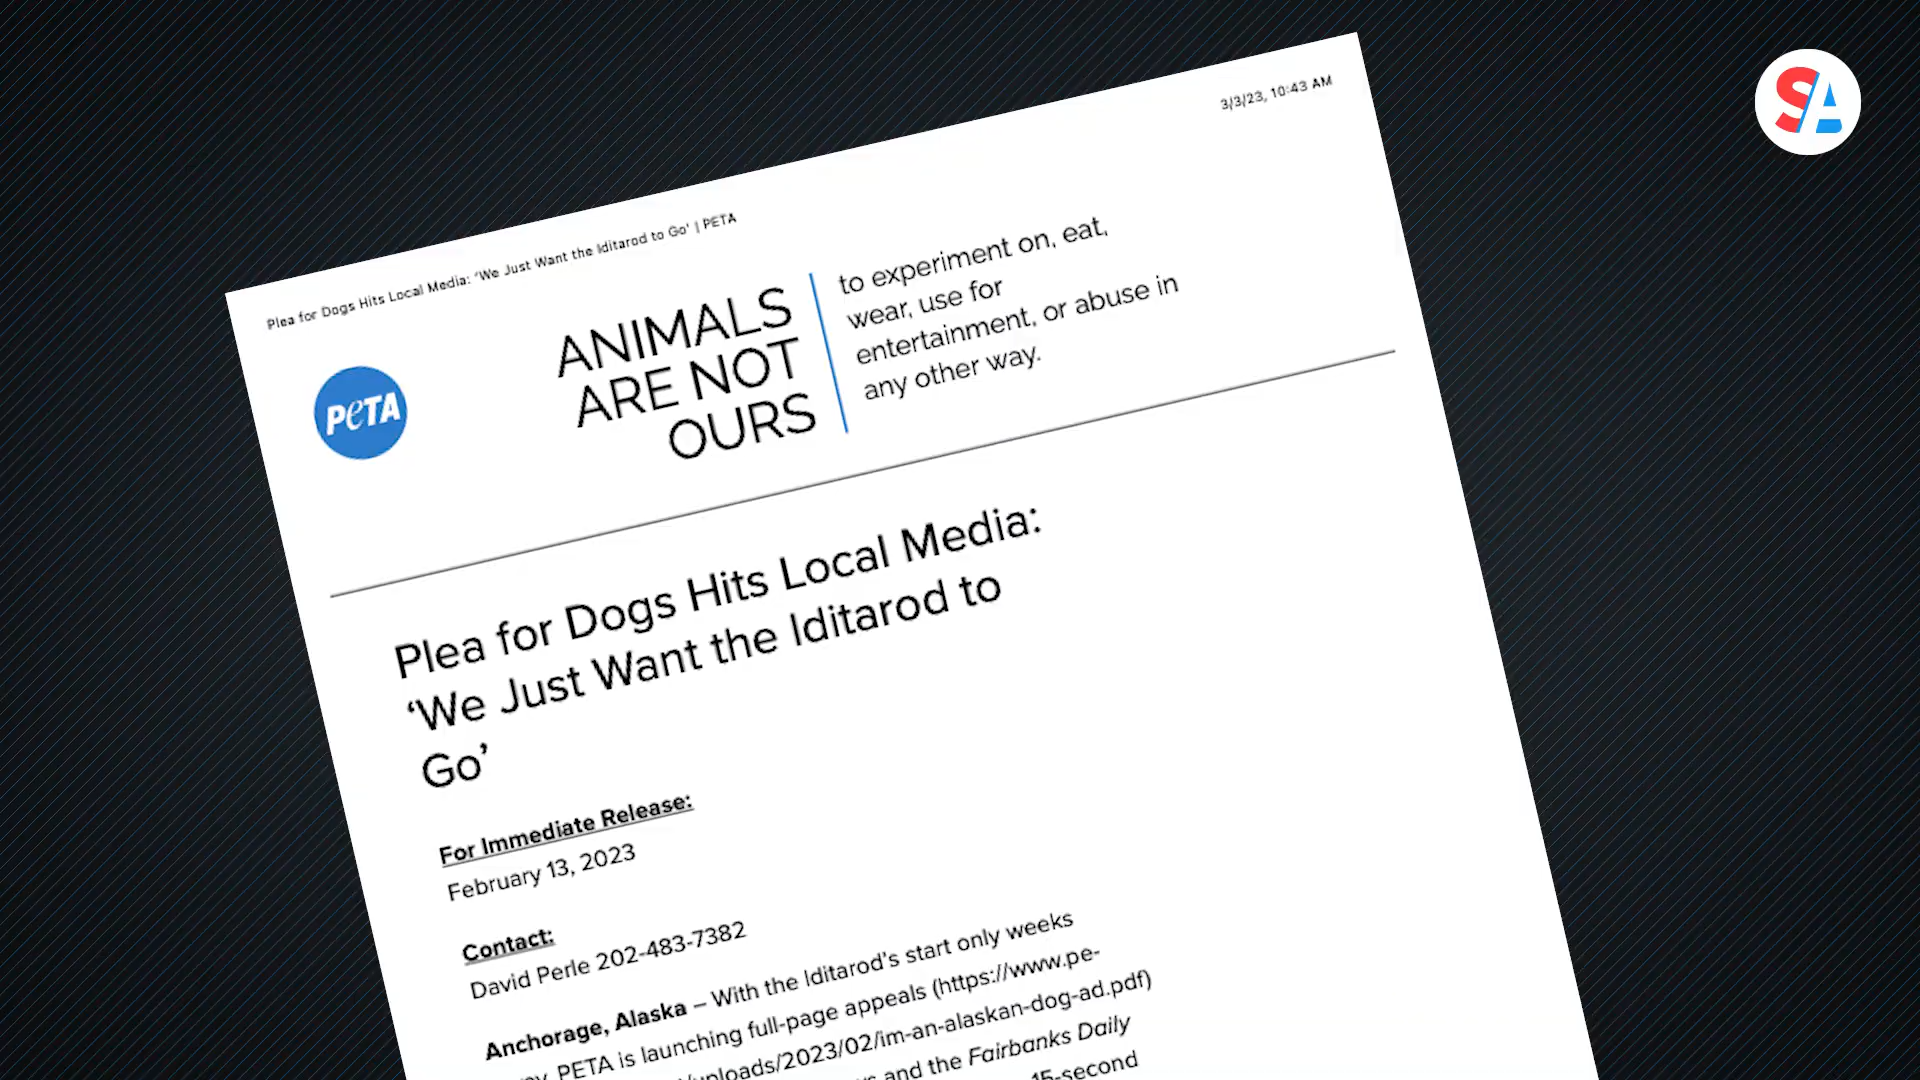 SA
3/3/23, 10:43 AM
Plea for Dogs Hits Local Media: ‘We Just Want the Iditarod to Go’ | PETA
PeTA
ANIMALS
ARE NOT
OURS
to experiment on, eat,
wear, use for
entertainment, or abuse in
any other way.
Plea for Dogs Hits Local Media:
‘We Just Want the Iditarod to
Go’
For Immediate Release:
February 13, 2023
Contact:
David Perle 202-483-7382
Anchorage, Alaska – With the Iditarod’s start only weeks
PETA is launching full-page appeals (https://www.pe-
/uploads/2023/02/im-an-alaskan-dog-ad.pdf)
and the Fairbanks Daily
15-second